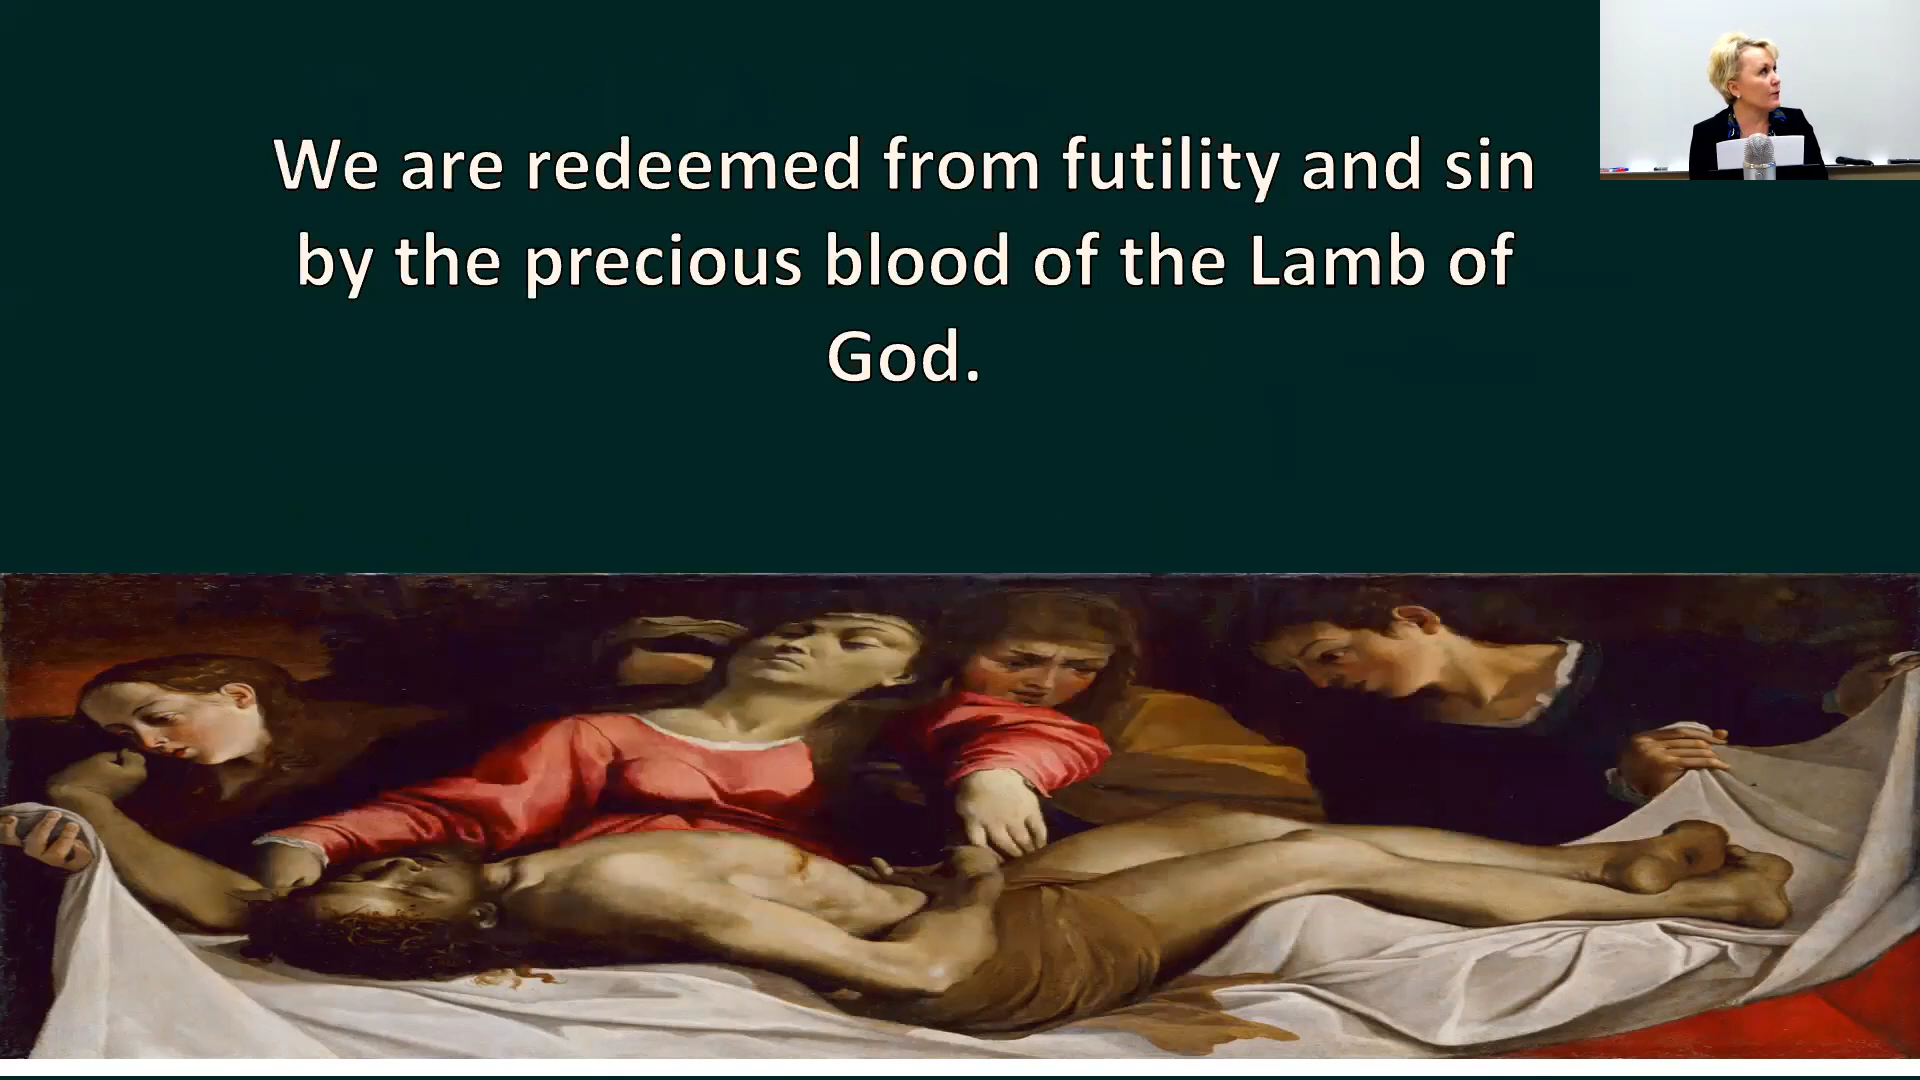 We are redeemed from futility and sin
by the precious blood of the Lamb of
God.